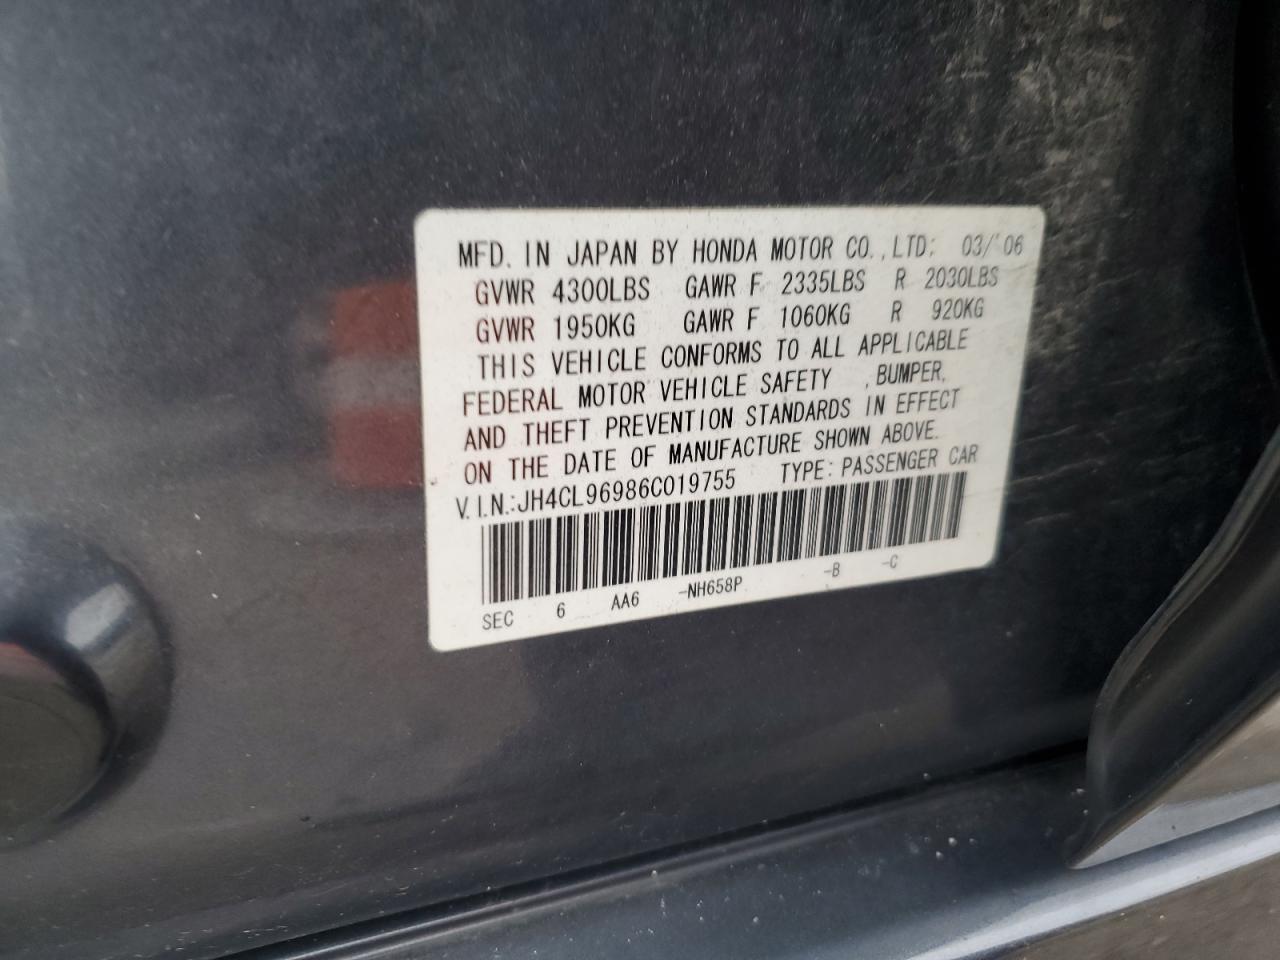 MFD. IN JAPAN BY HONDA MOTOR CO., LTD; 03/'06
GVWR 4300LBS GAWR F 2335LBS R 2030LBS
GVWR 1950KG GAWR F 1060KG R 920KG
THIS VEHICLE CONFORMS TO ALL APPLICABLE
FEDERAL MOTOR VEHICLE SAFETY , BUMPER,
AND THEFT PREVENTION STANDARDS IN EFFECT
ON THE DATE OF MANUFACTURE SHOWN ABOVE.
V.I.N.:JH4CL96986C019755 TYPE: PASSENGER CAR
SEC 6 AA6 -NH658P -B -C